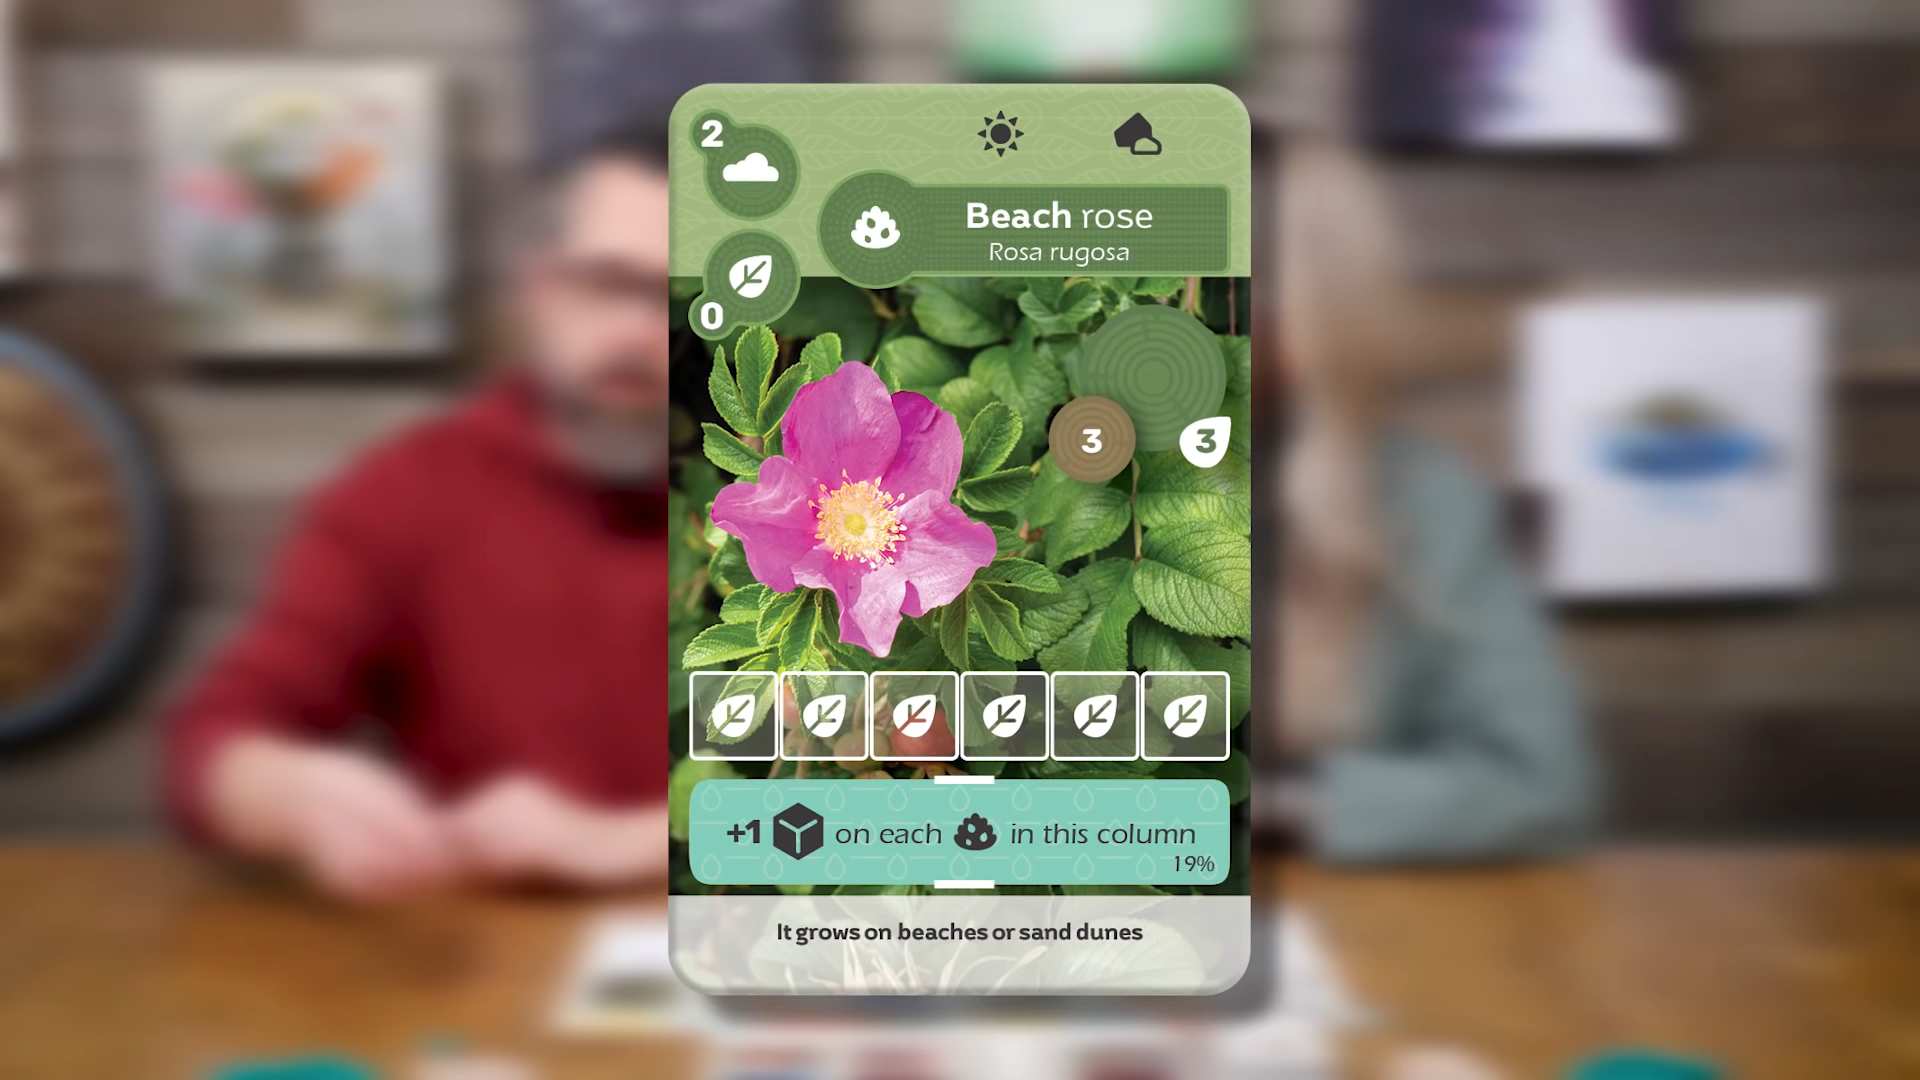 2
Beach rose
Rosa rugosa
0
3
3
+1 on each in this column
19%
It grows on beaches or sand dunes